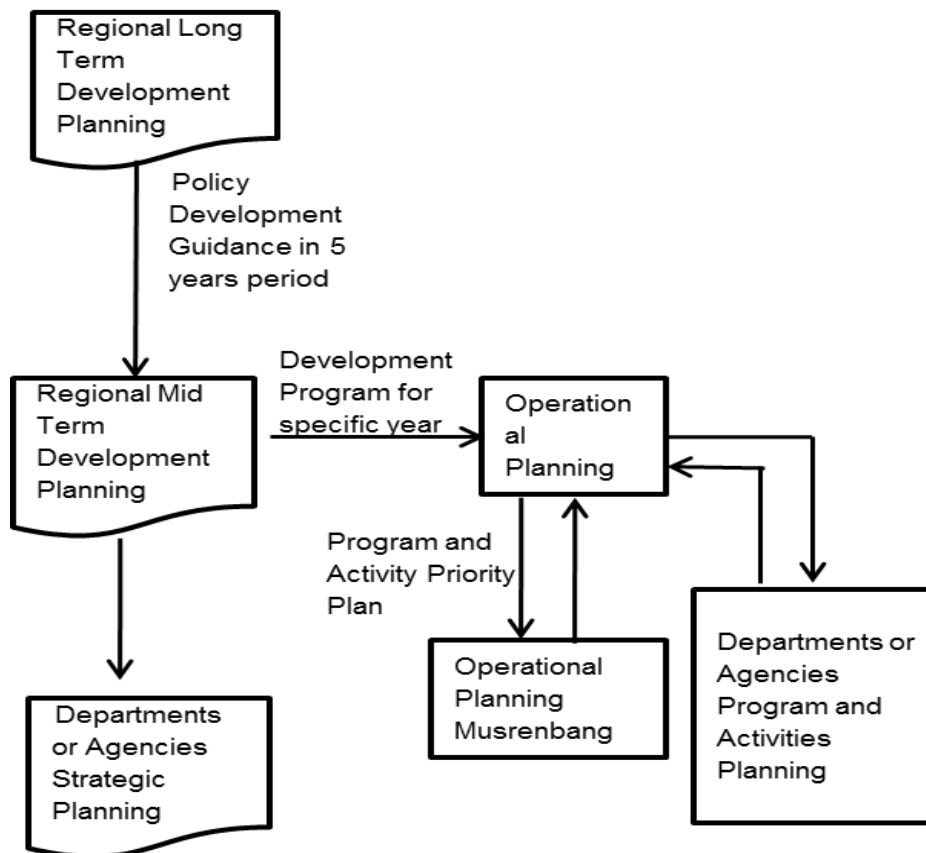 Regional Long
Term
Development
Planning
Policy
Development
Guidance in 5
years period
Regional Mid
Term
Development
Planning
Development
Program for
specific year
Operation
al
Planning
Program and
Activity Priority
Plan
Operational
Planning
Musrenbang
Departments or
Agencies
Program and
Activities
Planning
Departments
or Agencies
Strategic
Planning